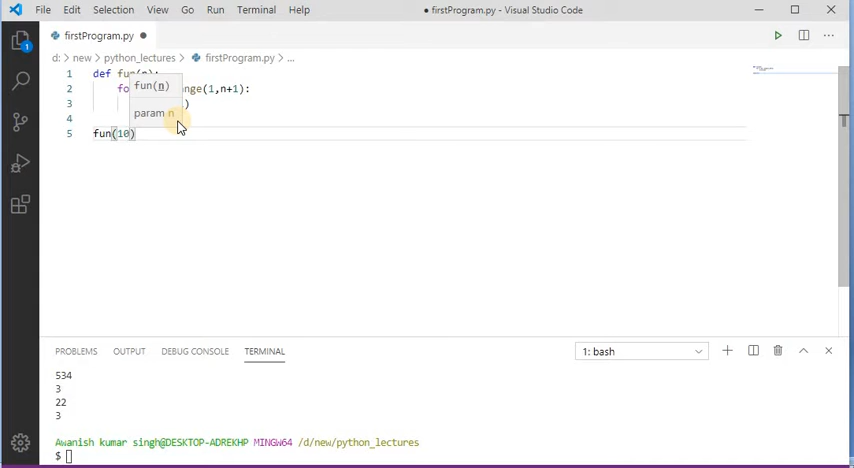 File Edit Selection View Go Run Terminal Help ● firstProgram.py - Visual Studio Code
firstProgram.py ●
d: > new > python_lectures > firstProgram.py > ...
1 def fun(n):
fun(n)
2 fo nge(1,n+1):
param n
3 )
4
5 fun(10)
PROBLEMS OUTPUT DEBUG CONSOLE TERMINAL 1: bash
534
3
22
3
Awanish kumar singh@DESKTOP-ADREKHP MINGW64 /d/new/python_lectures
$